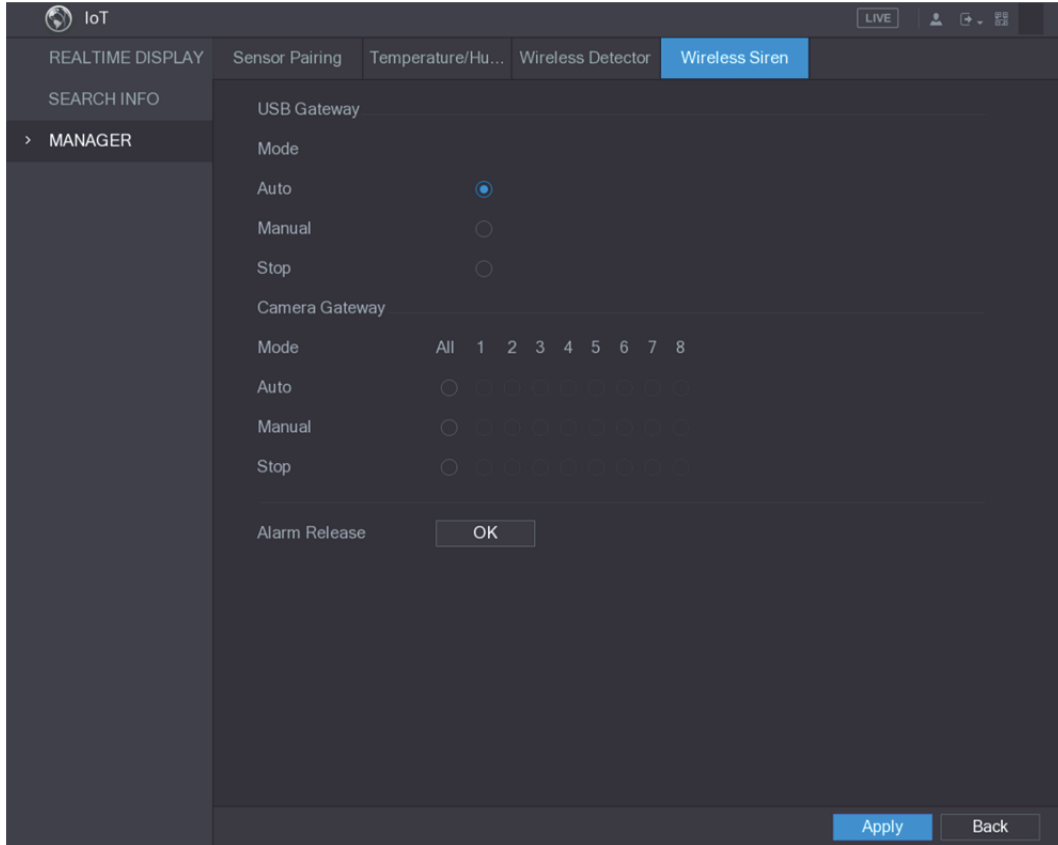 IoT
LIVE
REALTIME DISPLAY
SEARCH INFO
MANAGER
Sensor Pairing
Temperature/Hu...
Wireless Detector
Wireless Siren
USB Gateway
Mode
Auto
Manual
Stop
Camera Gateway
Mode All 1 2 3 4 5 6 7 8
Auto
Manual
Stop
Alarm Release OK
Apply Back